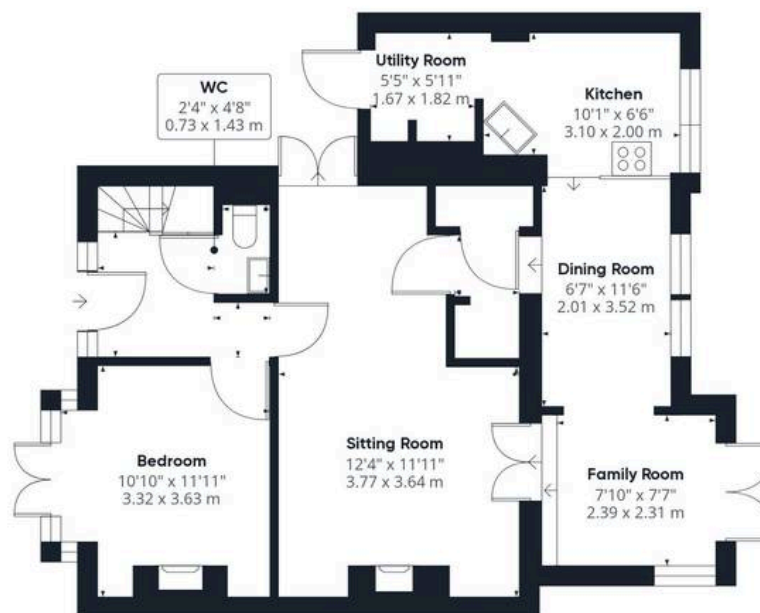 Utility Room
5'5" x 5'11"
1.67 x 1.82 m
Kitchen
10'1" x 6'6"
3.10 x 2.00 m
WC
2'4" x 4'8"
0.73 x 1.43 m
Dining Room
6'7" x 11'6"
2.01 x 3.52 m
Bedroom
10'10" x 11'11"
3.32 x 3.63 m
Sitting Room
12'4" x 11'11"
3.77 x 3.64 m
Family Room
7'10" x 7'7"
2.39 x 2.31 m